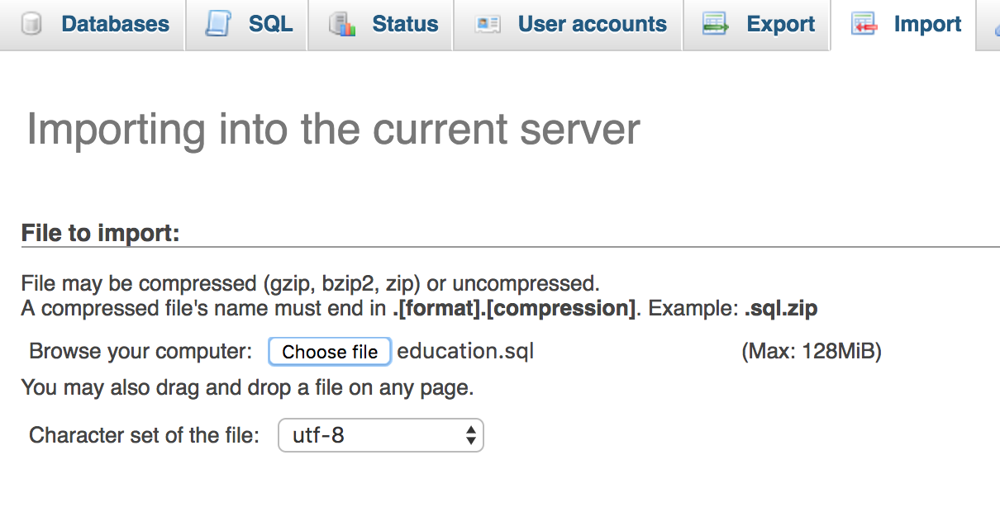 Databases SQL Status User accounts Export Import
Importing into the current server
File to import:
File may be compressed (gzip, bzip2, zip) or uncompressed.
A compressed file's name must end in .[format].[compression]. Example: .sql.zip
Browse your computer: Choose file education.sql (Max: 128MiB)
You may also drag and drop a file on any page.
Character set of the file: utf-8